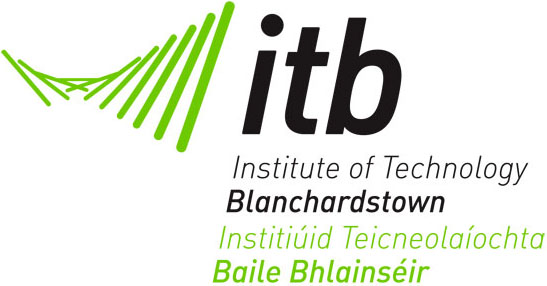 itb
Institute of Technology
Blanchardstown
Institiúid Teicneolaíochta
Baile Bhlainséir